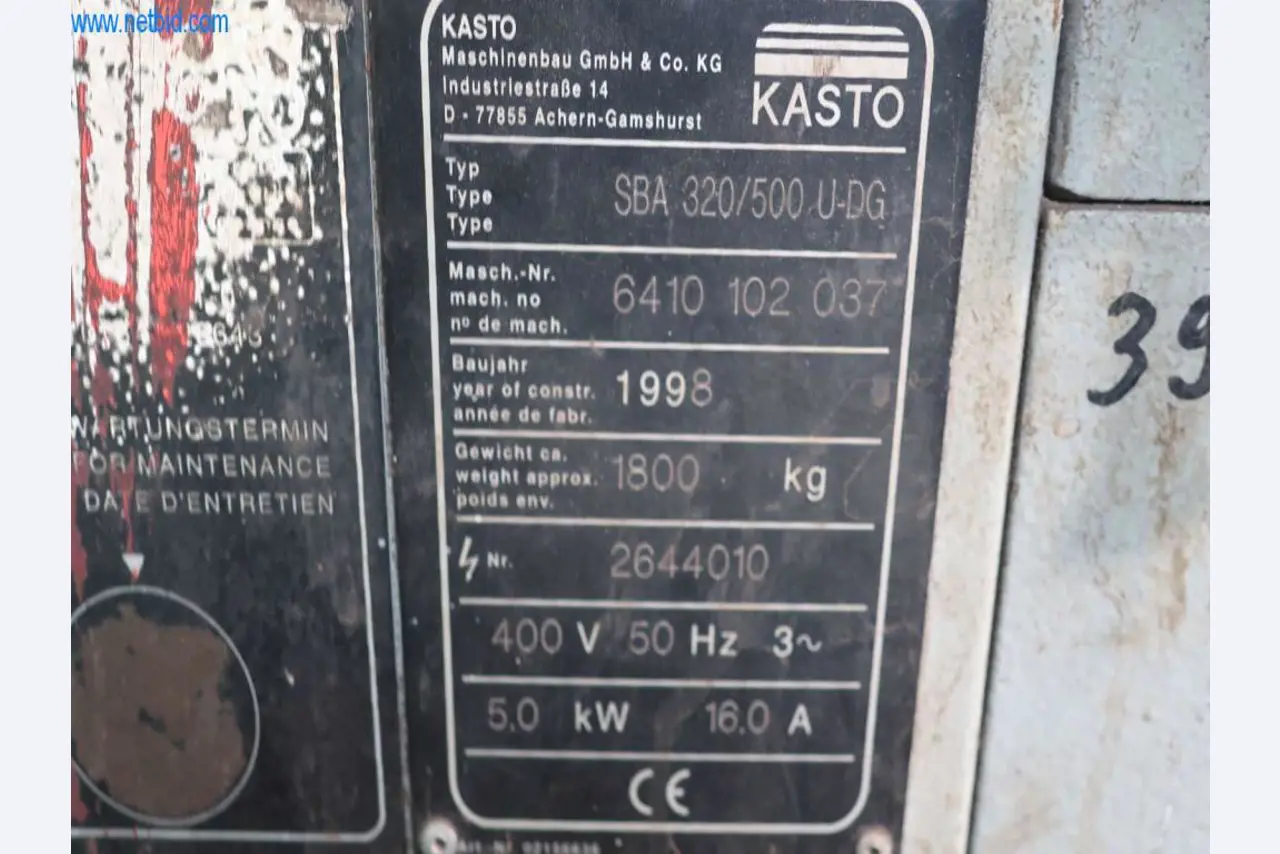 www.netbid.com
KASTO
Maschinenbau GmbH & Co. KG
Industriestraße 14
D - 77855 Achern-Gamshurst
KASTO
Typ
Type
Type
SBA 320/500 U-DG
Masch.-Nr.
mach. no
nº de mach.
6410 102 037
Baujahr
year of constr.
année de fabr.
1998
Gewicht ca.
weight approx.
poids env.
1800 kg
Nr. 2644010
400 V 50 Hz 3~
5.0 kW 16.0 A
CE
WARTUNGSTERMIN
FOR MAINTENANCE
DATE D'ENTRETIEN
39